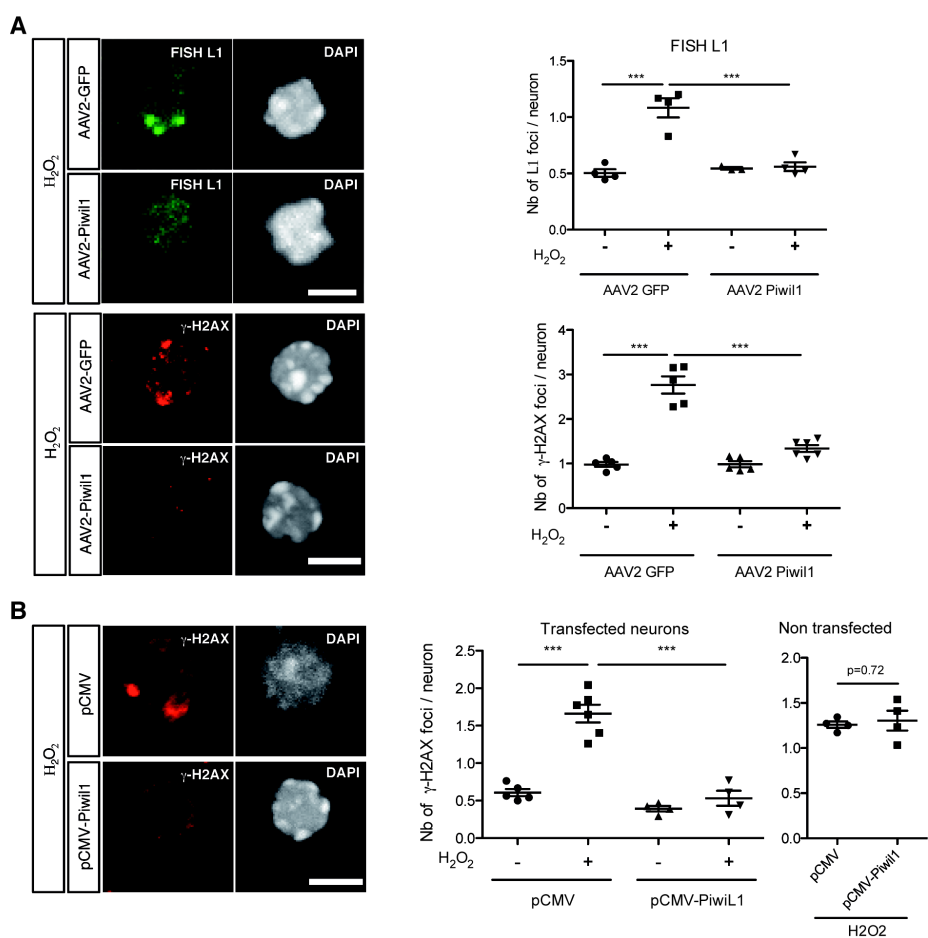 A
H2O2
AAV2-GFP
FISH L1
DAPI
AAV2-Piwil1
FISH L1
DAPI
H2O2
AAV2-GFP
γ-H2AX
DAPI
AAV2-Piwil1
γ-H2AX
DAPI
FISH L1
Nb of L1 foci / neuron
1.5
1.0
0.5
0.0
***
***
H2O2
-
+
-
+
AAV2 GFP
AAV2 Piwil1
Nb of γ-H2AX foci / neuron
4
3
2
1
0
***
***
H2O2
-
+
-
+
AAV2 GFP
AAV2 Piwil1
B
H2O2
pCMV
γ-H2AX
DAPI
pCMV-Piwil1
γ-H2AX
DAPI
Transfected neurons
Nb of γ-H2AX foci / neuron
2.5
2.0
1.5
1.0
0.5
0.0
***
***
H2O2
-
+
-
+
pCMV
pCMV-PiwiL1
Non transfected
2.0
1.5
1.0
0.5
0.0
p=0.72
pCMV
pCMV-Piwil1
H2O2